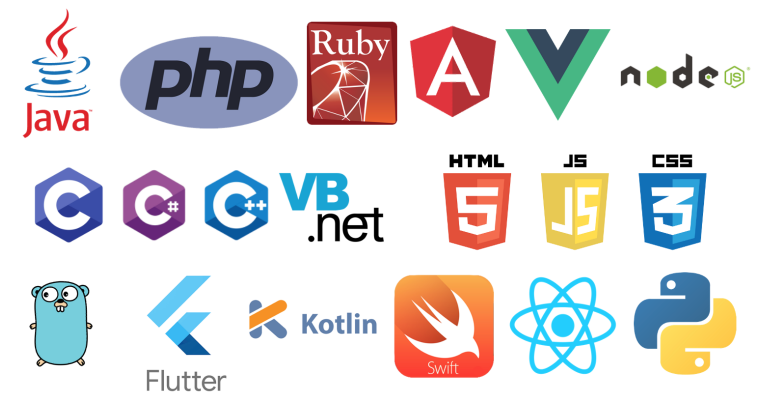 Java
php
Ruby
A
node
JS
C
C#
C++
VB
.net
HTML
5
JS
JS
CSS
3
Flutter
Kotlin
Swift